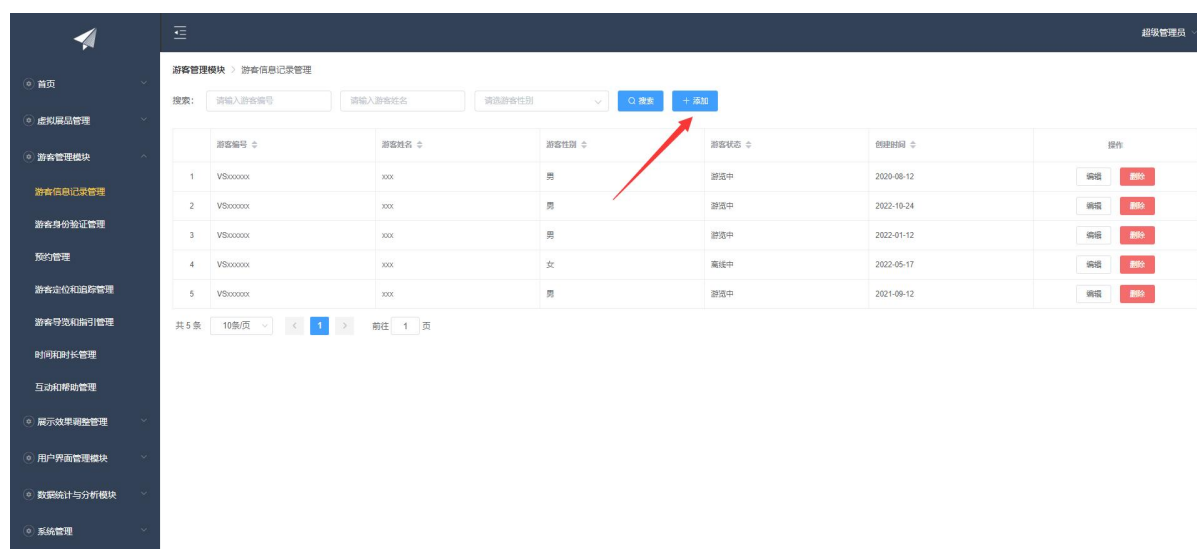 超级管理员
首页
虚拟展品管理
游客管理模块
游客信息记录管理
游客身份验证管理
预约管理
游客定位和追踪管理
游客导览和指引管理
时间和时长管理
互动和帮助管理
展示效果调整管理
用户界面管理模块
数据统计与分析模块
系统管理
游客管理模块 > 游客信息记录管理
搜索: 请输入游客编号 请输入游客姓名 请选游客性别 搜索 + 添加
游客编号 游客姓名 游客性别 游客状态 创建时间 操作
1 VSxxxxxx xxx 男 游览中 2020-08-12 编辑 删除
2 VSxxxxxx xxx 男 游览中 2022-10-24 编辑 删除
3 VSxxxxxx xxx 男 游览中 2022-01-12 编辑 删除
4 VSxxxxxx xxx 女 离线中 2022-05-17 编辑 删除
5 VSxxxxxx xxx 男 游览中 2021-09-12 编辑 删除
共 5 条 10条/页 < 1 > 前往 1 页